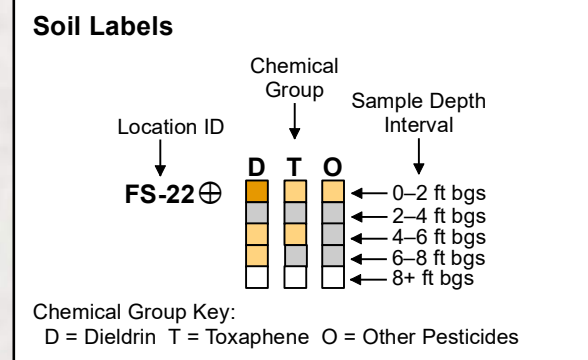 Soil Labels
Chemical
Group
Sample Depth
Interval
Location ID
D T O
FS-22
0–2 ft bgs
2–4 ft bgs
4–6 ft bgs
6–8 ft bgs
8+ ft bgs
Chemical Group Key:
D = Dieldrin T = Toxaphene O = Other Pesticides